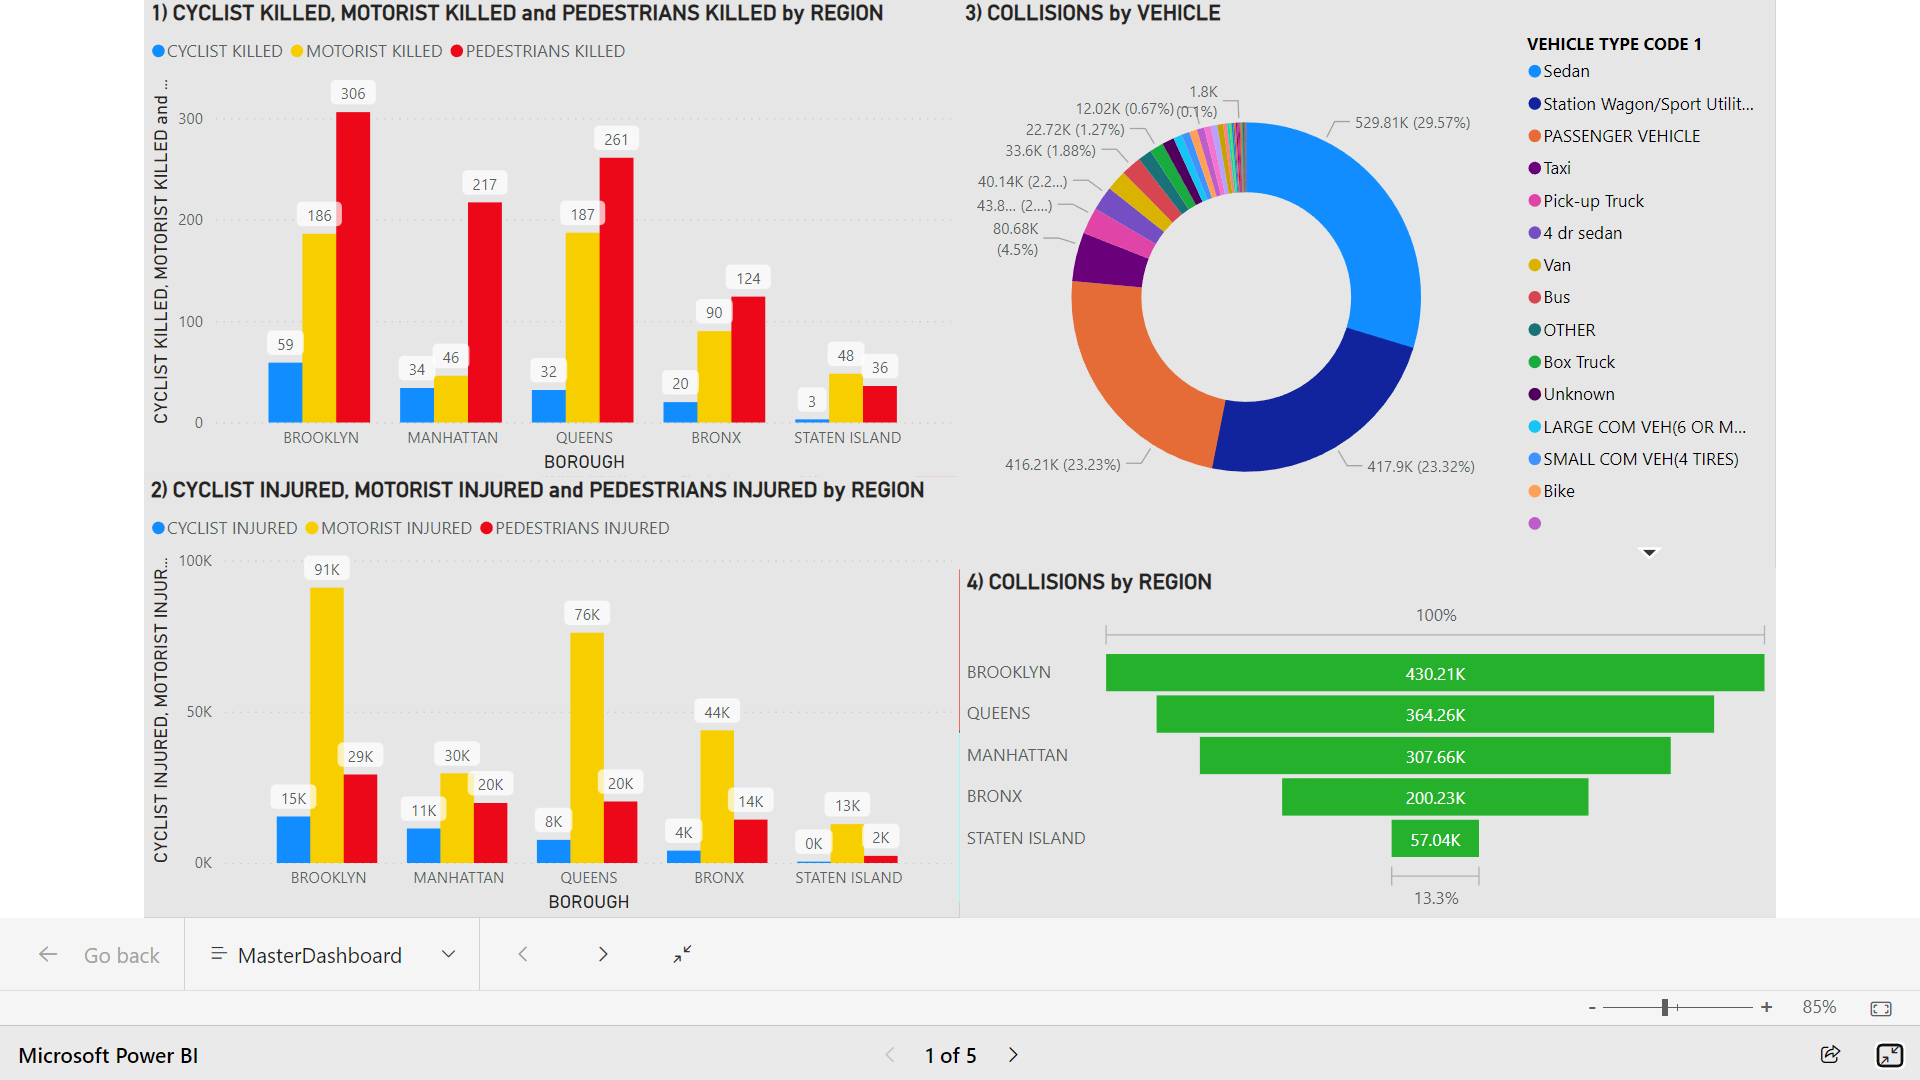 1) CYCLIST KILLED, MOTORIST KILLED and PEDESTRIANS KILLED by REGION
CYCLIST KILLED MOTORIST KILLED PEDESTRIANS KILLED
CYCLIST KILLED, MOTORIST KILLED and ...
300
200
100
0
59
186
306
34
46
217
32
187
261
20
90
124
3
48
36
BROOKLYN MANHATTAN QUEENS BRONX STATEN ISLAND
BOROUGH
2) CYCLIST INJURED, MOTORIST INJURED and PEDESTRIANS INJURED by REGION
CYCLIST INJURED MOTORIST INJURED PEDESTRIANS INJURED
CYCLIST INJURED, MOTORIST INJUR...
100K
50K
0K
15K
91K
29K
11K
30K
20K
8K
76K
20K
4K
44K
14K
0K
13K
2K
BROOKLYN MANHATTAN QUEENS BRONX STATEN ISLAND
BOROUGH
3) COLLISIONS by VEHICLE
1.8K
(0.1%)
12.02K (0.67%)
22.72K (1.27%)
33.6K (1.88%)
40.14K (2.2...)
43.8... (2....)
80.68K
(4.5%)
416.21K (23.23%)
417.9K (23.32%)
529.81K (29.57%)
VEHICLE TYPE CODE 1
Sedan
Station Wagon/Sport Utilit...
PASSENGER VEHICLE
Taxi
Pick-up Truck
4 dr sedan
Van
Bus
OTHER
Box Truck
Unknown
LARGE COM VEH(6 OR M...
SMALL COM VEH(4 TIRES)
Bike
4) COLLISIONS by REGION
100%
BROOKLYN 430.21K
QUEENS 364.26K
MANHATTAN 307.66K
BRONX 200.23K
STATEN ISLAND 57.04K
13.3%
Go back MasterDashboard
- + 85%
Microsoft Power BI 1 of 5